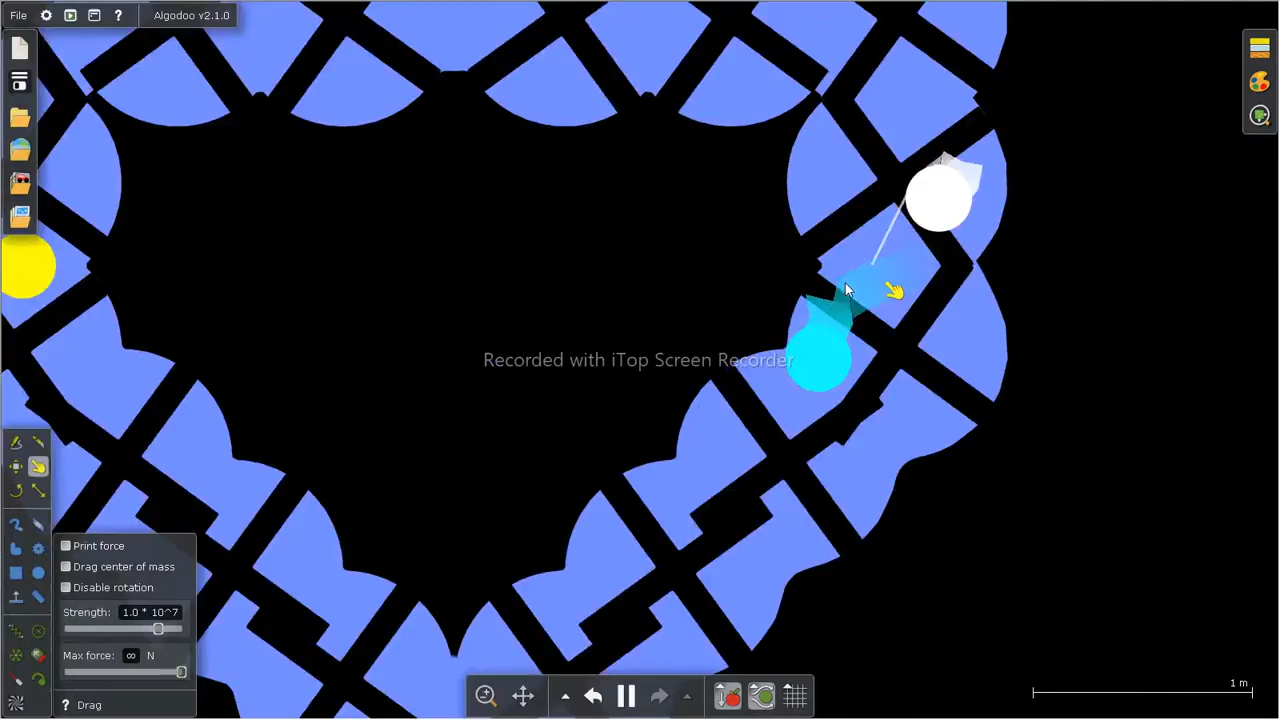 File ? Algodoo v2.1.0
Recorded with iTop Screen Recorder
Print force
Drag center of mass
Disable rotation
Strength: 1.0 * 10^7
Max force: ∞ N
? Drag
1 m